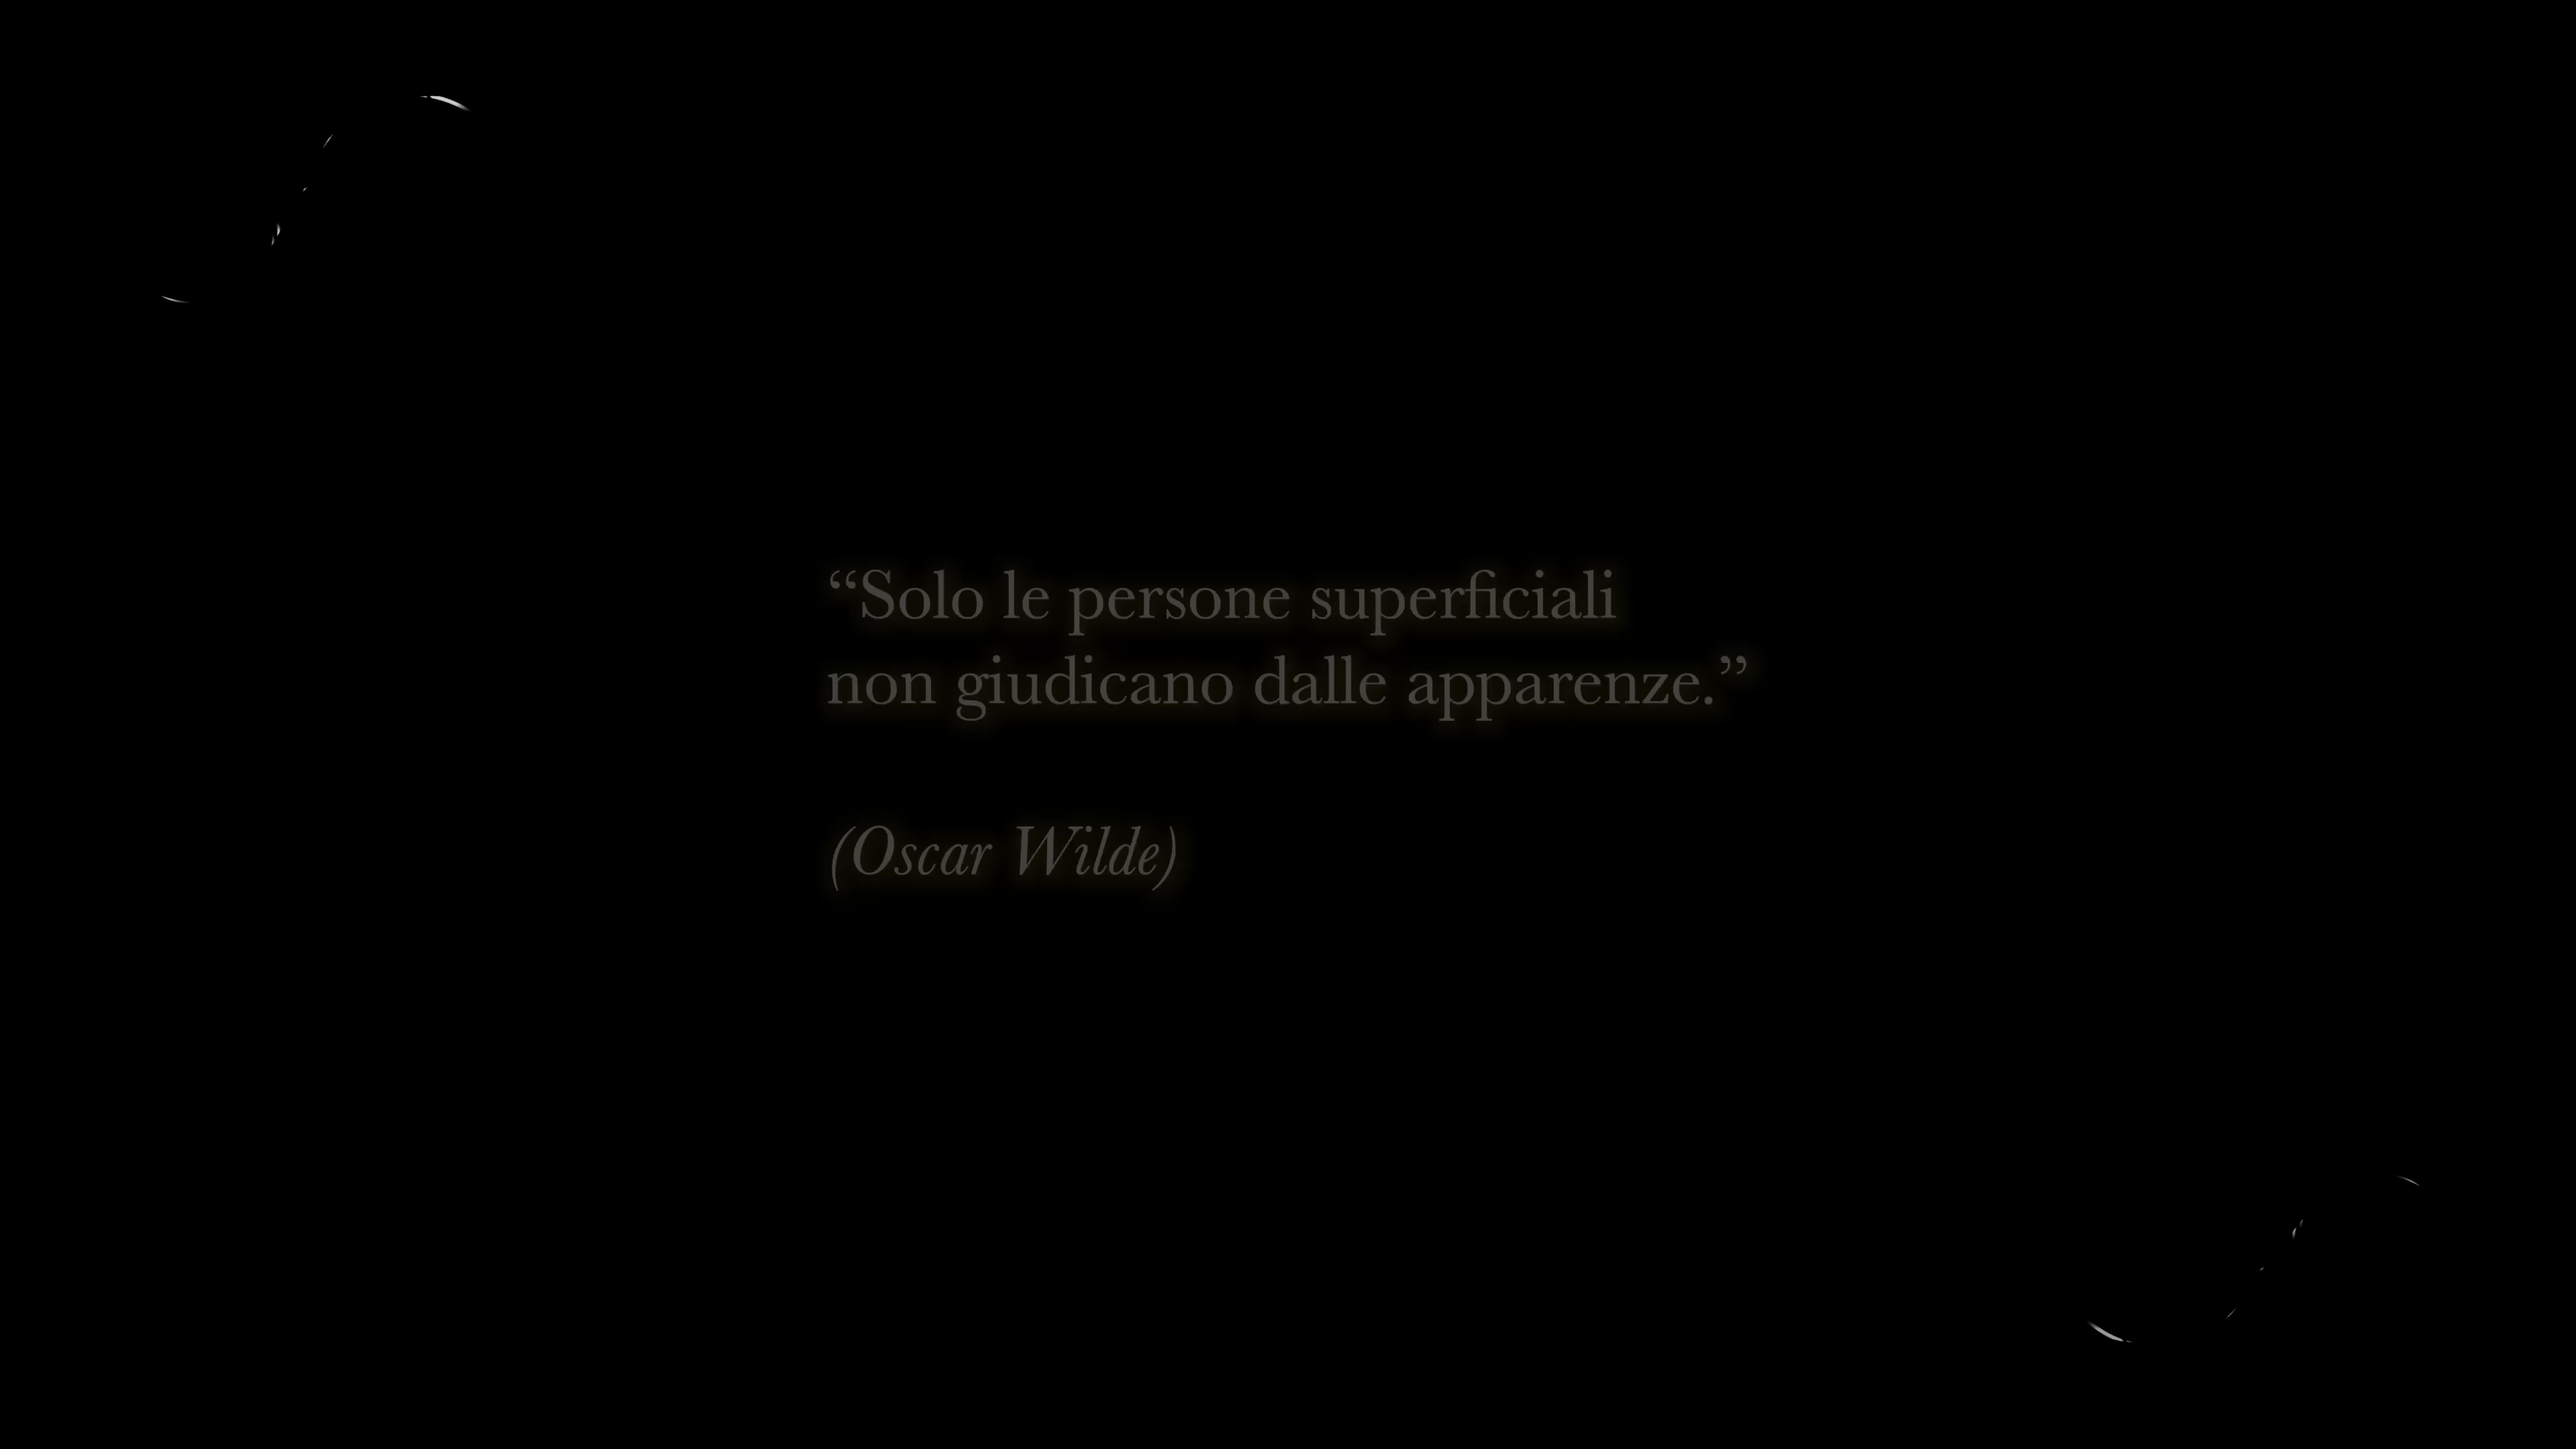 “Solo le persone superficiali
non giudicano dalle apparenze.”
(Oscar Wilde)